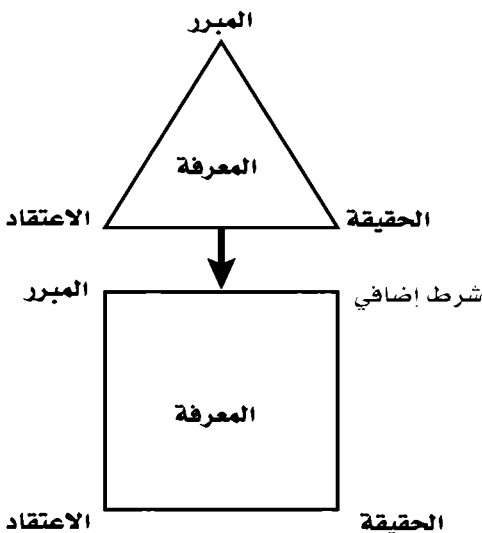 المبرر
المعرفة
الحقيقة الاعتقاد
شرط إضافي المبرر
المعرفة
الحقيقة الاعتقاد